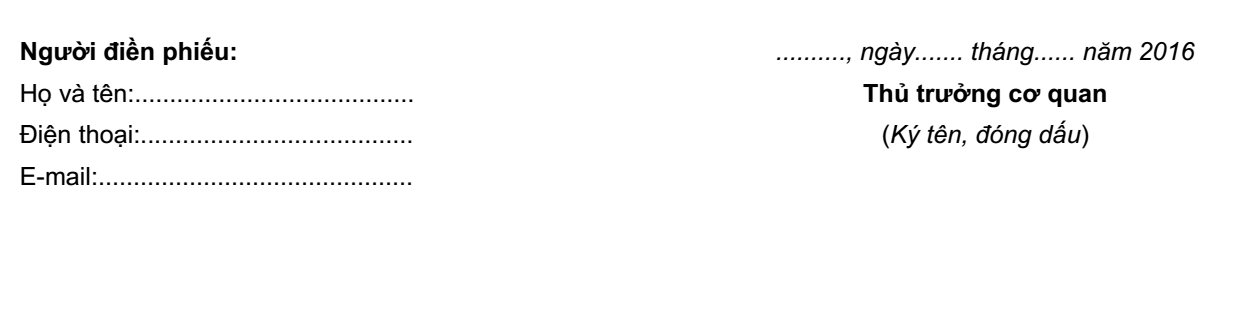 Người điền phiếu:
Họ và tên:........................................
Điện thoại:.......................................
E-mail:.............................................
.........., ngày....... tháng...... năm 2016
Thủ trưởng cơ quan
(Ký tên, đóng dấu)